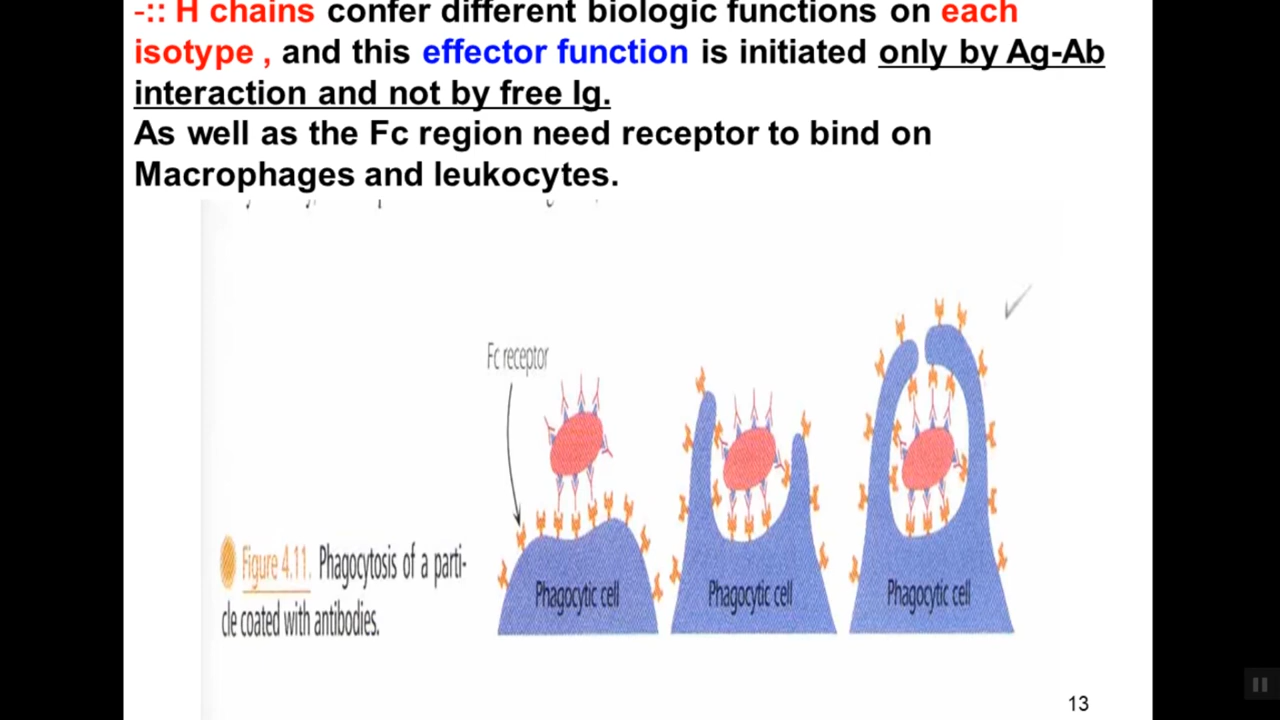 -:: H chains confer different biologic functions on each
isotype , and this effector function is initiated only by Ag-Ab
interaction and not by free Ig.
As well as the Fc region need receptor to bind on
Macrophages and leukocytes.
Fc receptor
Figure 4.11. Phagocytosis of a parti-
cle coated with antibodies.
Phagocytic cell
Phagocytic cell
Phagocytic cell
13